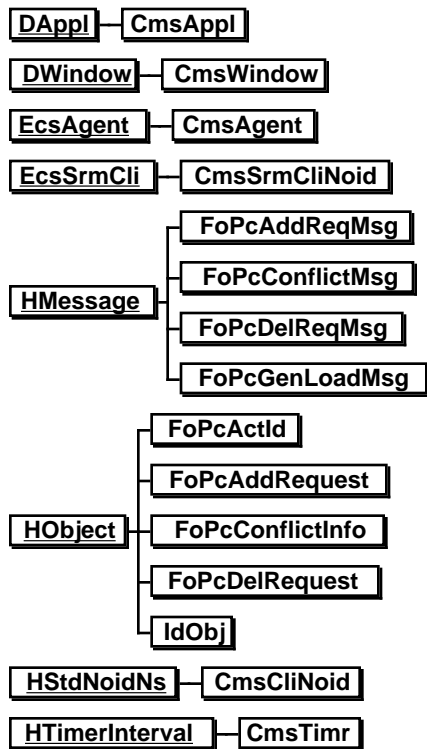 DAppl CmsAppl
DWindow CmsWindow
EcsAgent CmsAgent
EcsSrmCli CmsSrmCliNoid
FoPcAddReqMsg
FoPcConflictMsg
HMessage
FoPcDelReqMsg
FoPcGenLoadMsg
FoPcActId
FoPcAddRequest
HObject FoPcConflictInfo
FoPcDelRequest
IdObj
HStdNoidNs CmsCliNoid
HTimerInterval CmsTimr